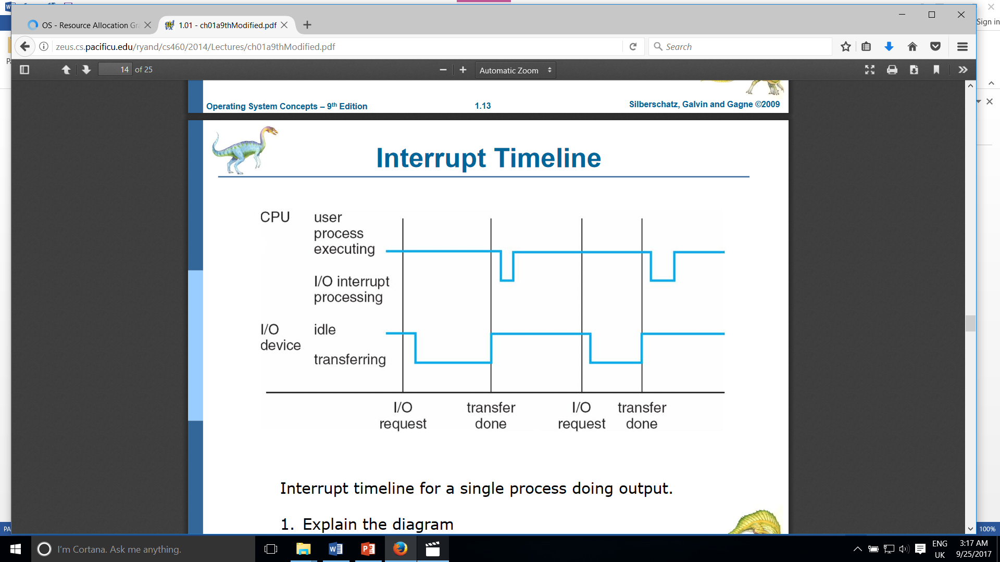 Sign in
OS - Resource Allocation Gra
1.01 - ch01a9thModified.pdf
zeus.cs.pacificu.edu/ryand/cs460/2014/Lectures/ch01a9thModified.pdf
Search
14 of 25
Automatic Zoom
Operating System Concepts – 9th Edition
1.13
Silberschatz, Galvin and Gagne ©2009
Interrupt Timeline
CPU
user
process
executing
I/O interrupt
processing
I/O
device
idle
transferring
I/O
request
transfer
done
I/O
request
transfer
done
Interrupt timeline for a single process doing output.
1. Explain the diagram
PA
100%
I'm Cortana. Ask me anything.
ENG
UK
3:17 AM
9/25/2017